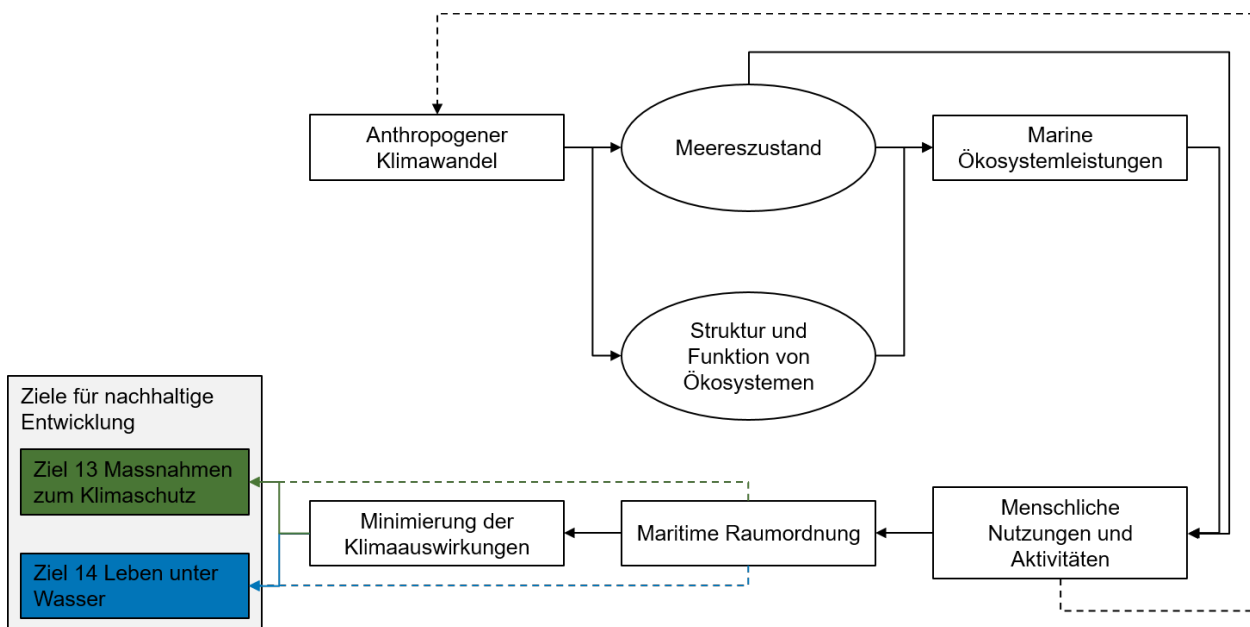 Anthropogener
Klimawandel
Meereszustand
Marine
Ökosystemleistungen
Struktur und
Funktion von
Ökosystemen
Ziele für nachhaltige
Entwicklung
Ziel 13 Massnahmen
zum Klimaschutz
Ziel 14 Leben unter
Wasser
Minimierung der
Klimaauswirkungen
Maritime Raumordnung
Menschliche
Nutzungen und
Aktivitäten